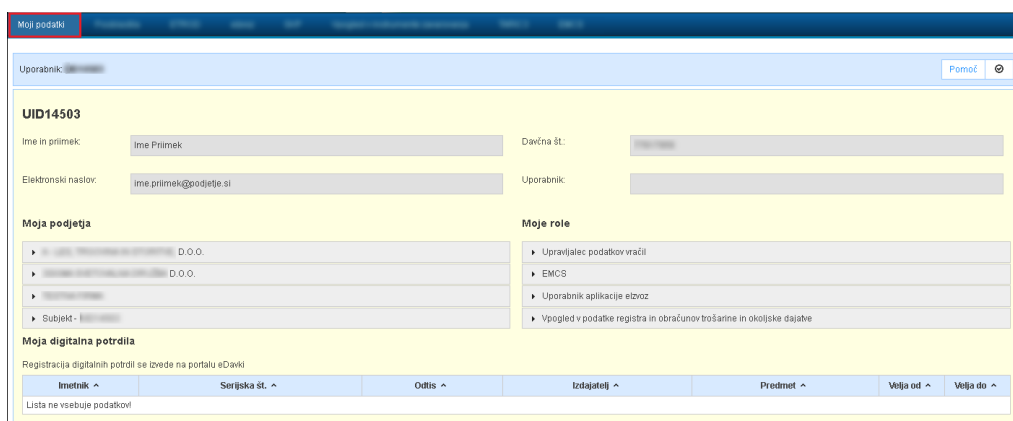 Moji podatki
Uporabnik:
Pomoč
UID14503
Ime in priimek: Ime Priimek Davčna št.:
Elektronski naslov: ime.priimek@podjetje.si Uporabnik:
Moja podjetja Moje role
D.O.O. Upravljalec podatkov vračil
D.O.O. EMCS
Uporabnik aplikacije eIzvoz
Subjekt - Vpogled v podatke registra in obračunov trošarine in okoljske dajatve
Moja digitalna potrdila
Registracija digitalnih potrdil se izvede na portalu eDavki
Imetnik Serijska št. Odtis Izdajatelj Predmet Velja od Velja do
Lista ne vsebuje podatkov!